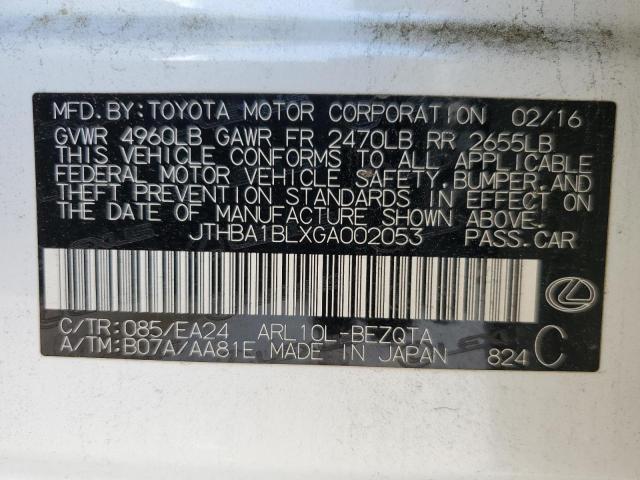 MFD.BY: TOYOTA MOTOR CORPORATION 02/16
GVWR 4960LB GAWR FR 2470LB RR 2655LB
THIS VEHICLE CONFORMS TO ALL APPLICABLE
FEDERAL MOTOR VEHICLE SAFETY, BUMPER, AND
THEFT PREVENTION STANDARDS IN EFFECT ON
THE DATE OF MANUFACTURE SHOWN ABOVE.
JTHBA1BLXGA002053 PASS.CAR
C/TR:085/EA24 ARL10L-BEZQTA
A/TM:B07A/AA81E MADE IN JAPAN 824 C